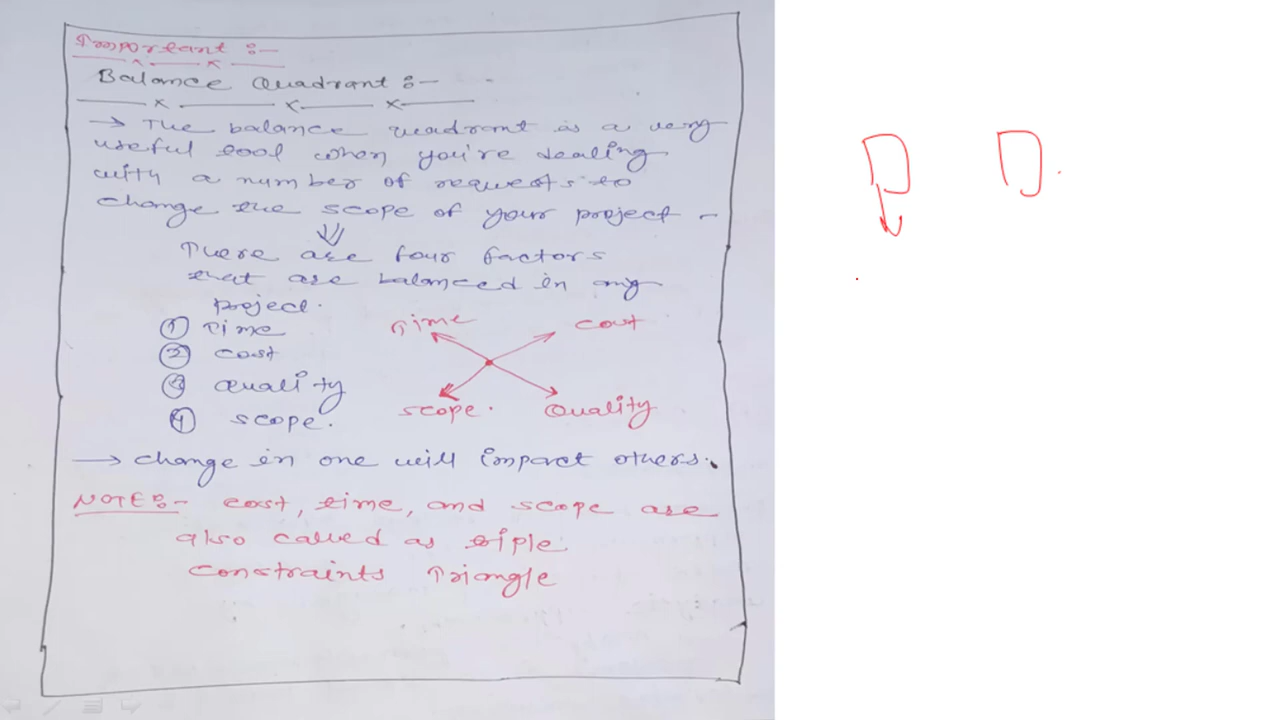 Important :-
Balance Quadrant :-
→ The balance quadrant is a very
useful tool when you're dealing
with a number of requests to
change the scope of your project -
There are four factors
that are balanced in any
project.
① Time
② cost
③ Quality
④ scope.
Time cost
scope. Quality
→ change in one will impact others.
NOTE:- cost, time, and scope are
also called as triple
constraints Triangle